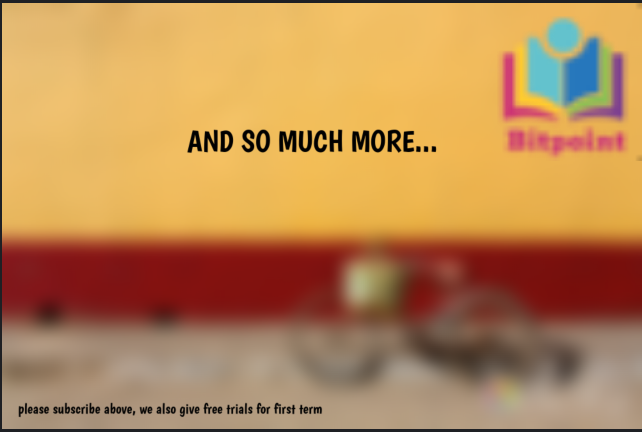 Bitpoint
AND SO MUCH MORE...
please subscribe above, we also give free trials for first term